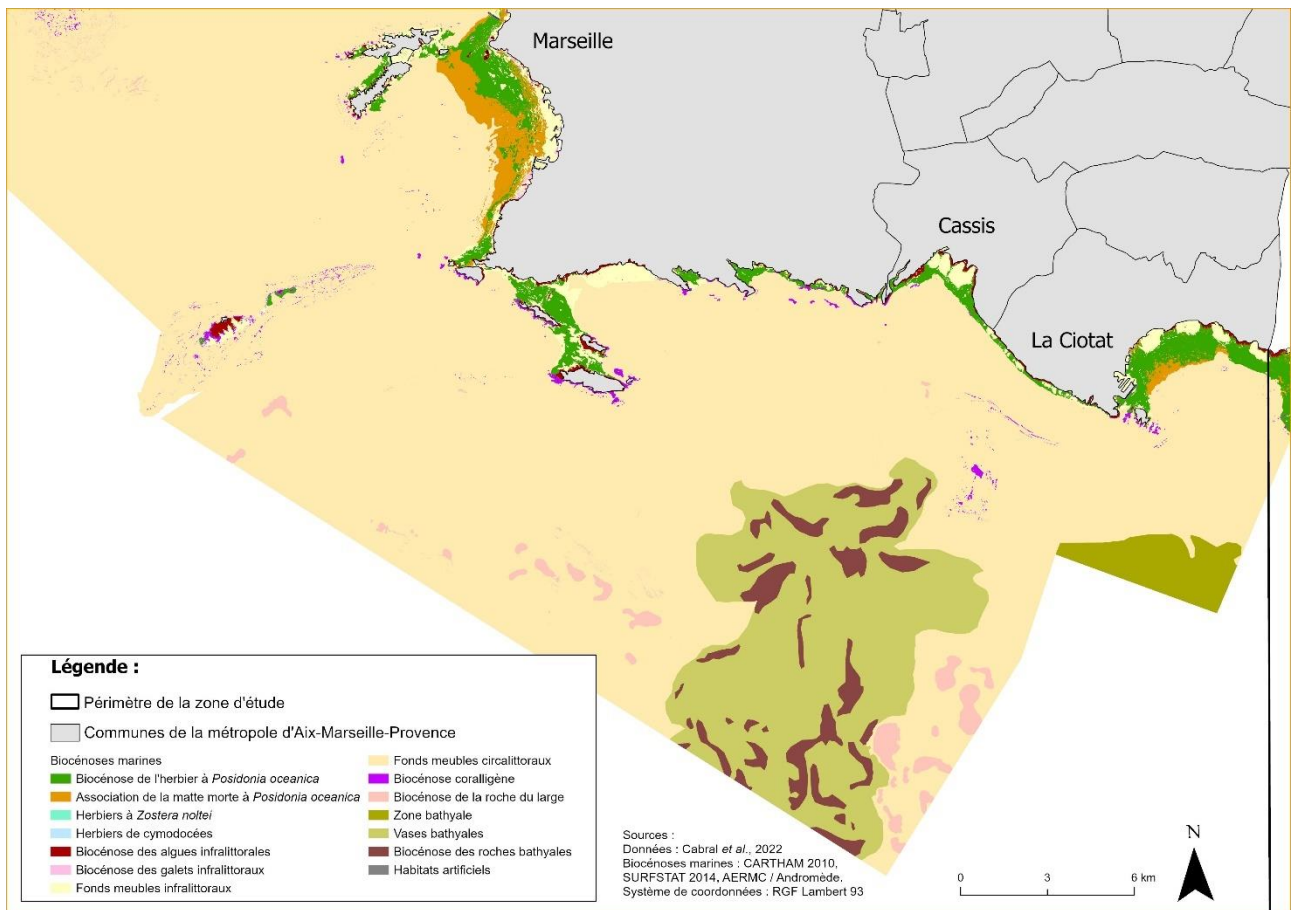 Marseille
Cassis
La Ciotat
Légende :
Périmètre de la zone d'étude
Communes de la métropole d'Aix-Marseille-Provence
Biocénoses marines
Biocénose de l'herbier à Posidonia oceanica
Association de la matte morte à Posidonia oceanica
Herbiers à Zostera noltei
Herbiers de cymodocées
Biocénose des algues infralittorales
Biocénose des galets infralittoraux
Fonds meubles infralittoraux
Fonds meubles circalittoraux
Biocénose coralligène
Biocénose de la roche du large
Zone bathyale
Vases bathyales
Biocénose des roches bathyales
Habitats artificiels
Sources :
Données : Cabral et al., 2022
Biocénoses marines : CARTHAM 2010,
SURFSTAT 2014, AERMC / Andromède.
Système de coordonnées : RGF Lambert 93
0 3 6 km
N